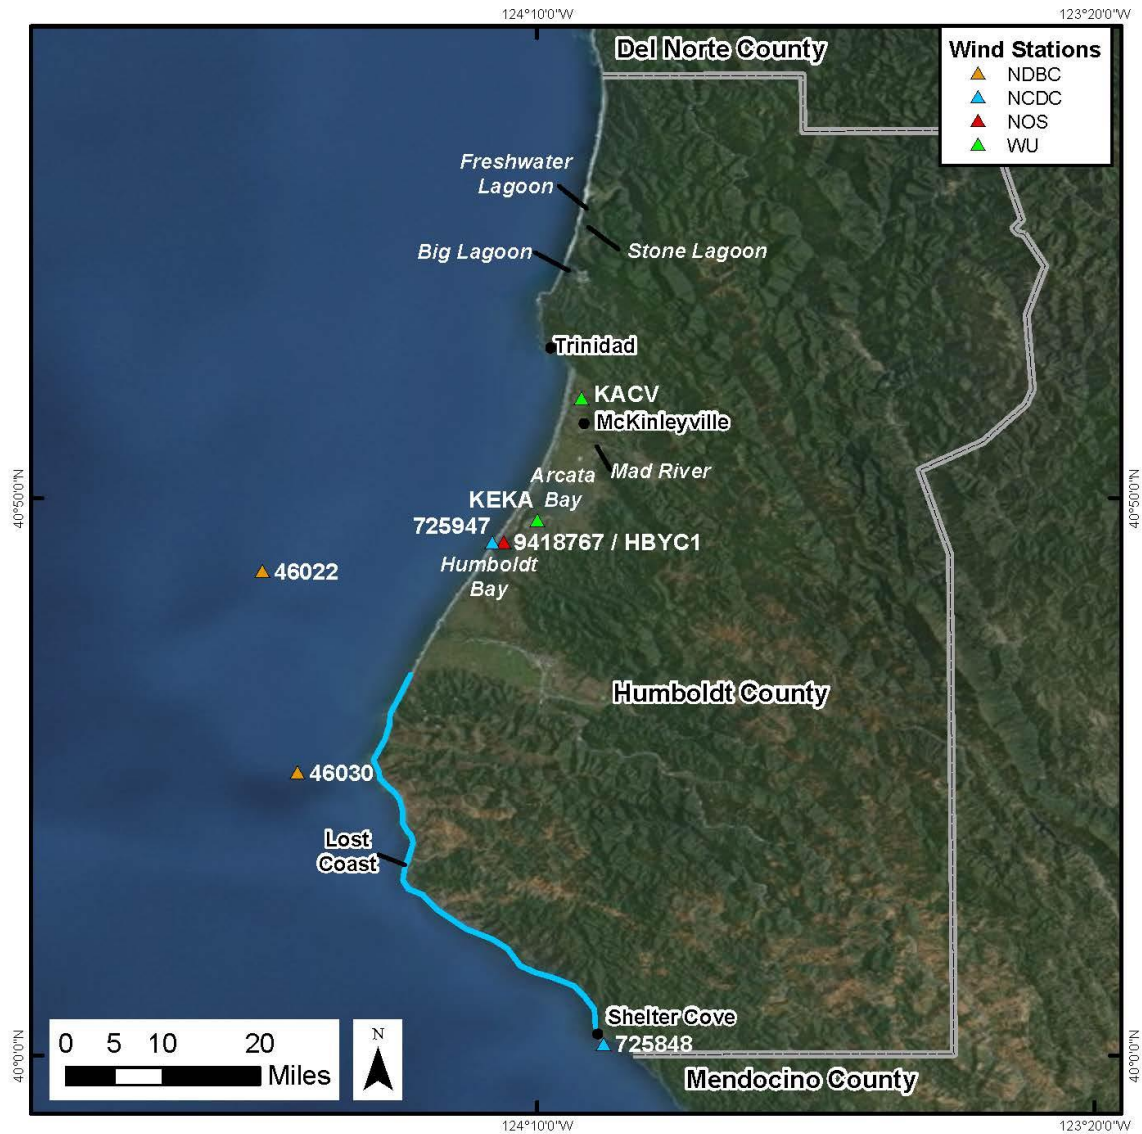 124°10'0"W
123°20'0"W
Del Norte County
Wind Stations
NDBC
NCDC
NOS
WU
Freshwater
Lagoon
Big Lagoon
Stone Lagoon
Trinidad
KACV
McKinleyville
Mad River
Arcata
Bay
KEKA
40°50'0"N
40°50'0"N
725947
9418767 / HBYC1
Humboldt
Bay
46022
Humboldt County
46030
Lost
Coast
Shelter Cove
725848
Mendocino County
0 5 10 20
Miles
N
40°0'0"N
40°0'0"N
124°10'0"W
123°20'0"W